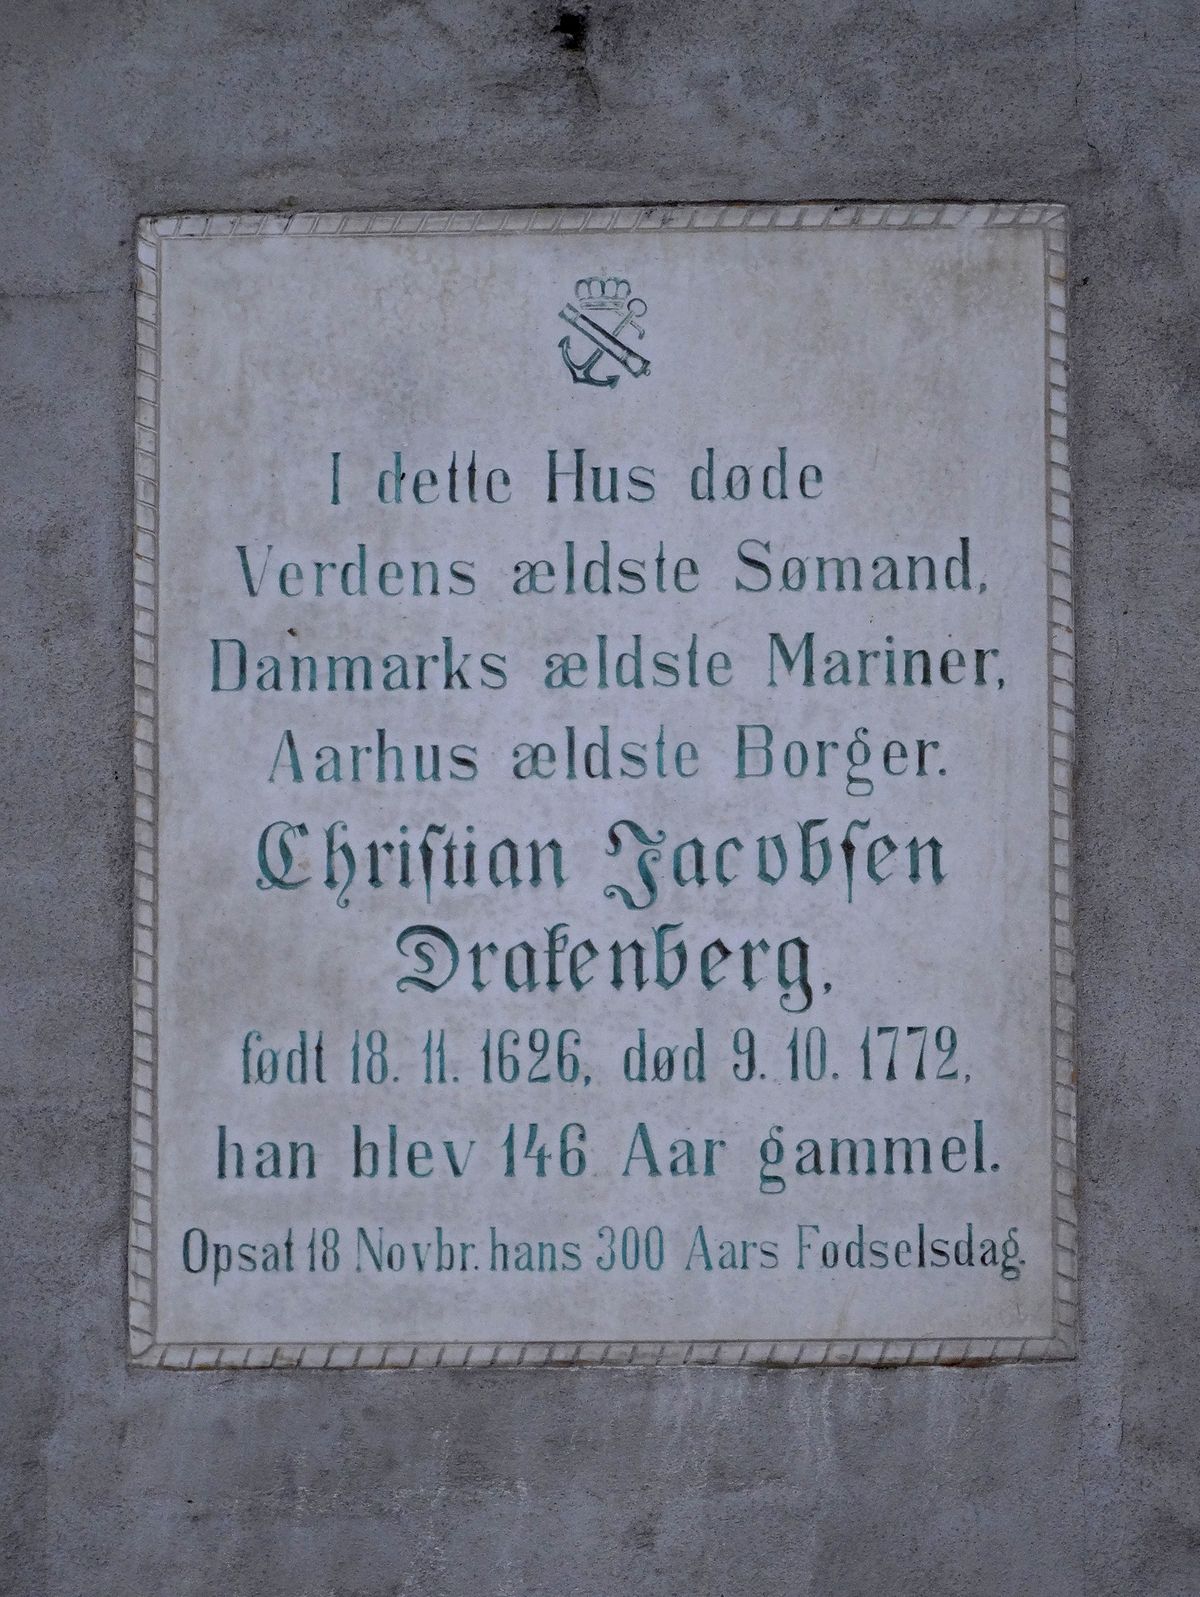 I dette Hus døde
Verdens ældste Sømand,
Danmarks ældste Mariner,
Aarhus ældste Borger.
Chriſtian Jacobſen
Drakenberg,
født 18. 11. 1626, død 9. 10. 1772,
han blev 146 Aar gammel.
Opsat 18 Novbr. hans 300 Aars Fødselsdag.